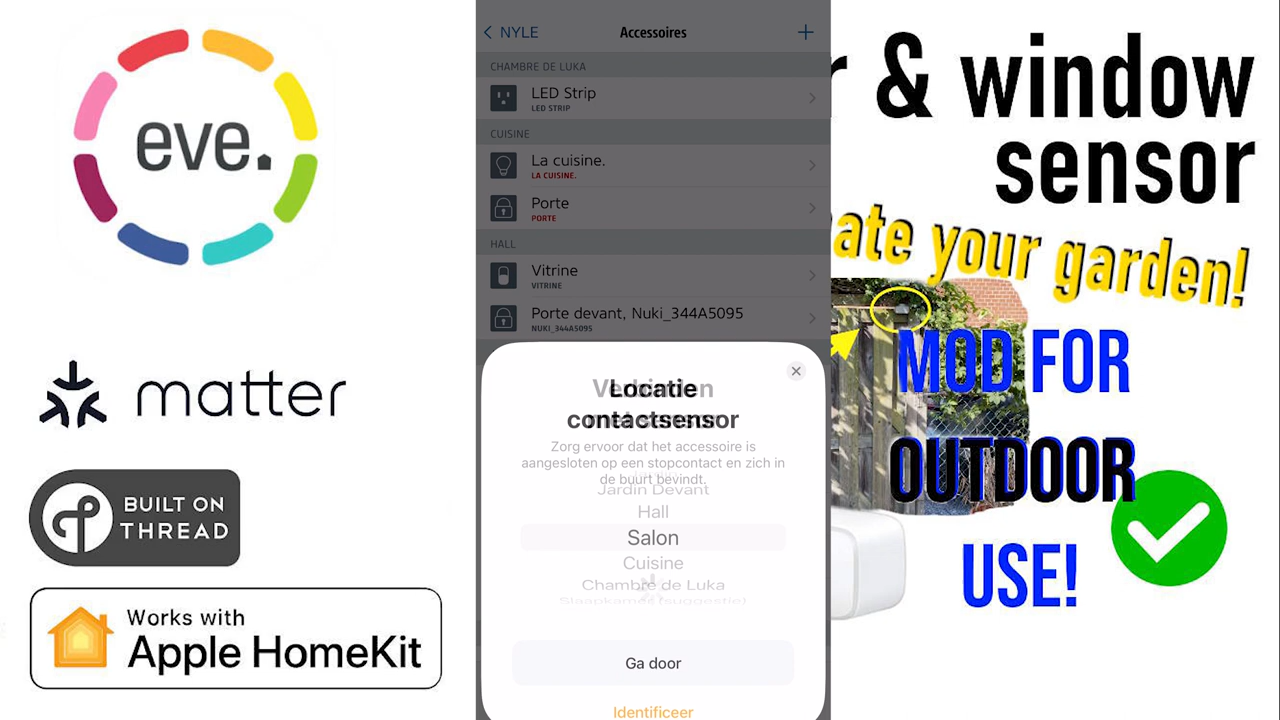 eve.
matter
BUILT ON
THREAD
Works with
Apple HomeKit
NYLE
Accessoires
CHAMBRE DE LUKA
LED Strip
LED STRIP
CUISINE
La cuisine.
LA CUISINE.
Porte
PORTE
HALL
Vitrine
VITRINE
Porte devant, Nuki_344A5095
NUKI_344A5095
Locatie
contactsensor
Zorg ervoor dat het accessoire is
aangesloten op een stopcontact en zich in
de buurt bevindt.
Jardin Devant
Hall
Salon
Cuisine
Chambre de Luka
Slaapkamer (suggestie)
Ga door
Identificeer
& window
sensor
ate your garden!
MOD FOR
OUTDOOR
USE!